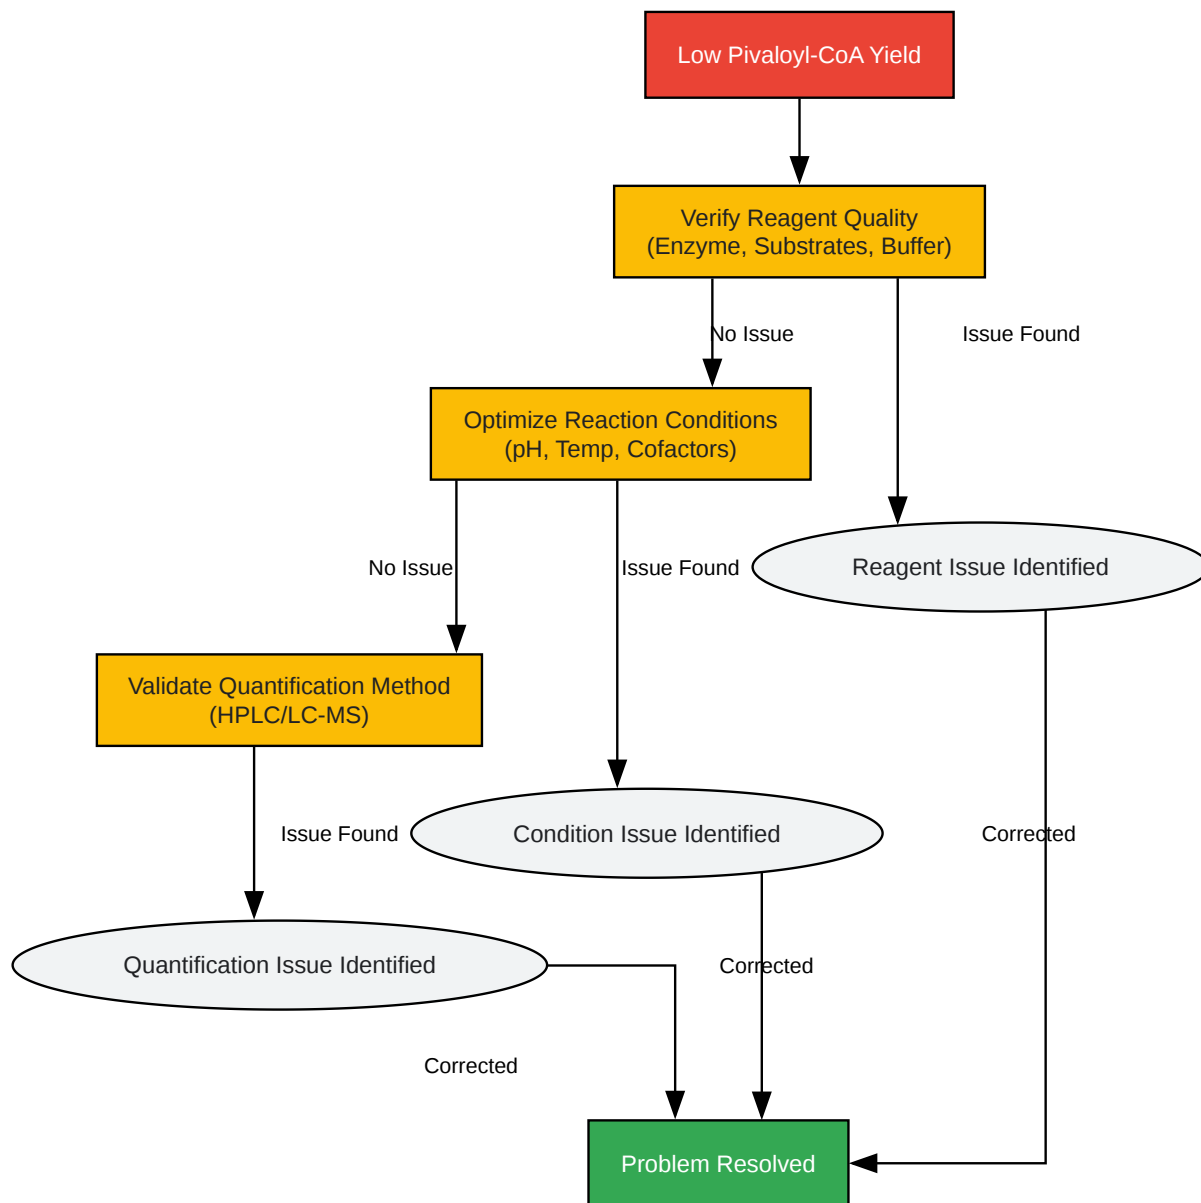 Low Pivaloyl-CoA Yield
Verify Reagent Quality
(Enzyme, Substrates, Buffer)
No Issue
Issue Found
Optimize Reaction Conditions
(pH, Temp, Cofactors)
No Issue
Issue Found
Reagent Issue Identified
Validate Quantification Method
(HPLC/LC-MS)
Issue Found
Condition Issue Identified
Corrected
Quantification Issue Identified
Corrected
Corrected
Problem Resolved